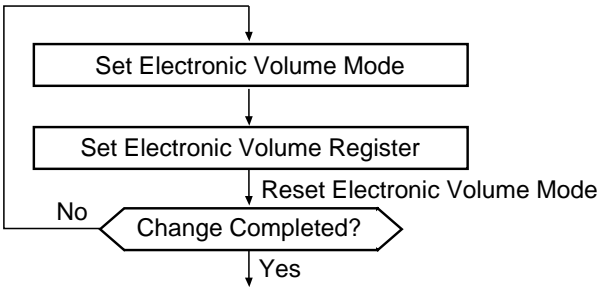 Set Electronic Volume Mode
Set Electronic Volume Register
Reset Electronic Volume Mode
No
Change Completed?
Yes